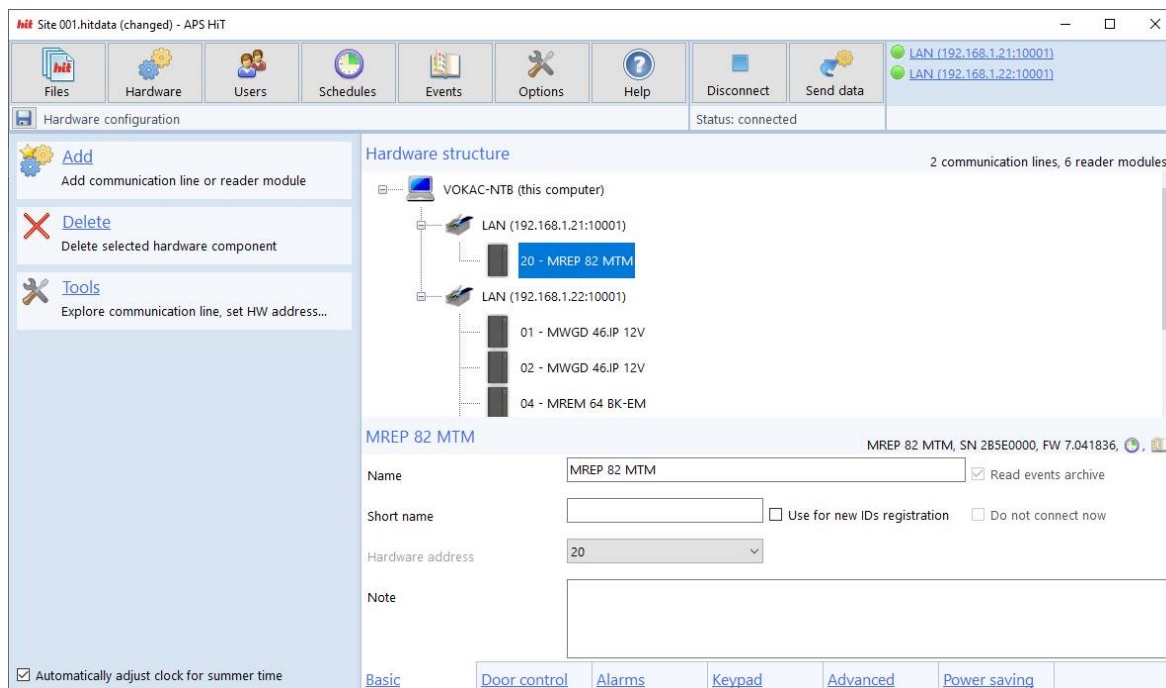 hit Site 001.hitdata (changed) - APS HiT
hit
Files Hardware Users Schedules Events Options Help Disconnect Send data
LAN (192.168.1.21:10001)
LAN (192.168.1.22:10001)
Hardware configuration
Status: connected
Add
Add communication line or reader module
Delete
Delete selected hardware component
Tools
Explore communication line, set HW address...
Automatically adjust clock for summer time
Hardware structure
2 communication lines, 6 reader modules
VOKAC-NTB (this computer)
LAN (192.168.1.21:10001)
20 - MREP 82 MTM
LAN (192.168.1.22:10001)
01 - MWGD 46.IP 12V
02 - MWGD 46.IP 12V
04 - MREM 64 BK-EM
MREP 82 MTM
MREP 82 MTM, SN 2B5E0000, FW 7.041836, ,
Name MREP 82 MTM Read events archive
Short name Use for new IDs registration Do not connect now
Hardware address 20
Note
Basic Door control Alarms Keypad Advanced Power saving